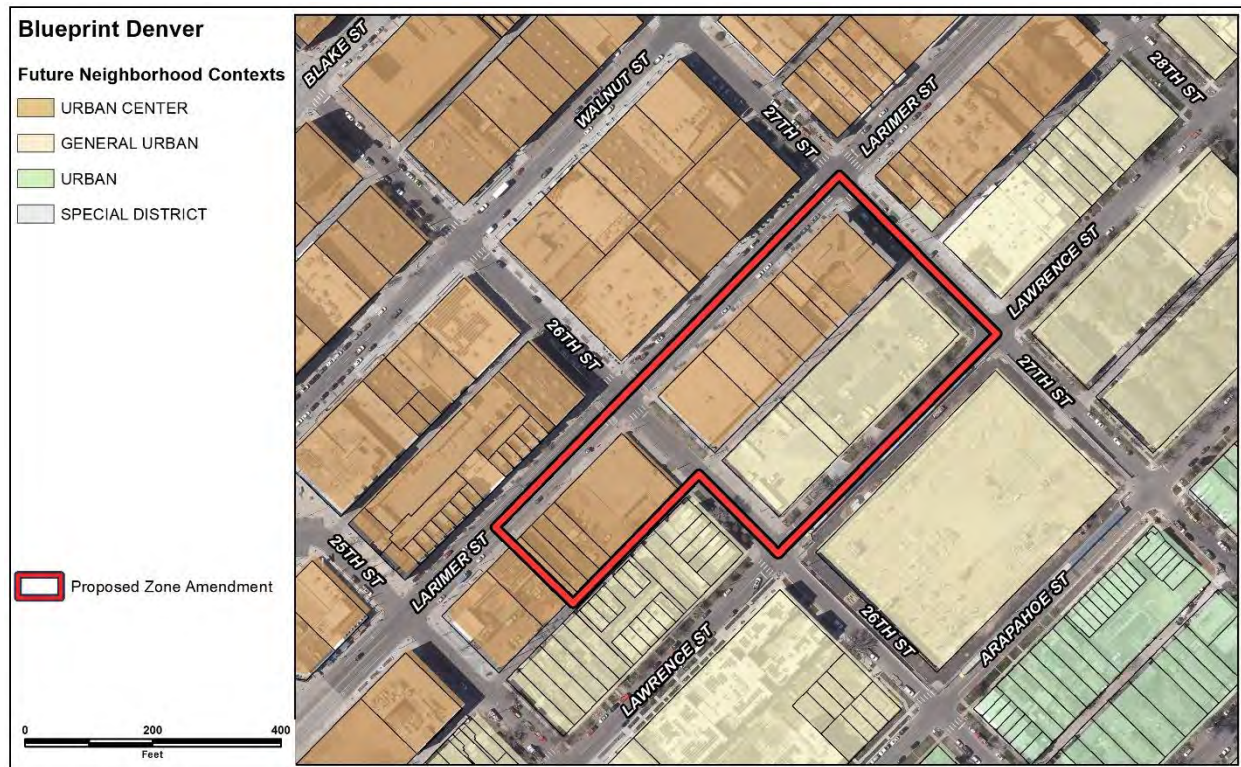 Blueprint Denver
Future Neighborhood Contexts
URBAN CENTER
GENERAL URBAN
URBAN
SPECIAL DISTRICT
Proposed Zone Amendment
0 200 400
Feet
BLAKE ST
WALNUT ST
27TH ST
LARIMER ST
28TH ST
LAWRENCE ST
26TH ST
27TH ST
25TH ST
LARIMER ST
LAWRENCE ST
26TH ST
ARAPAHOE ST